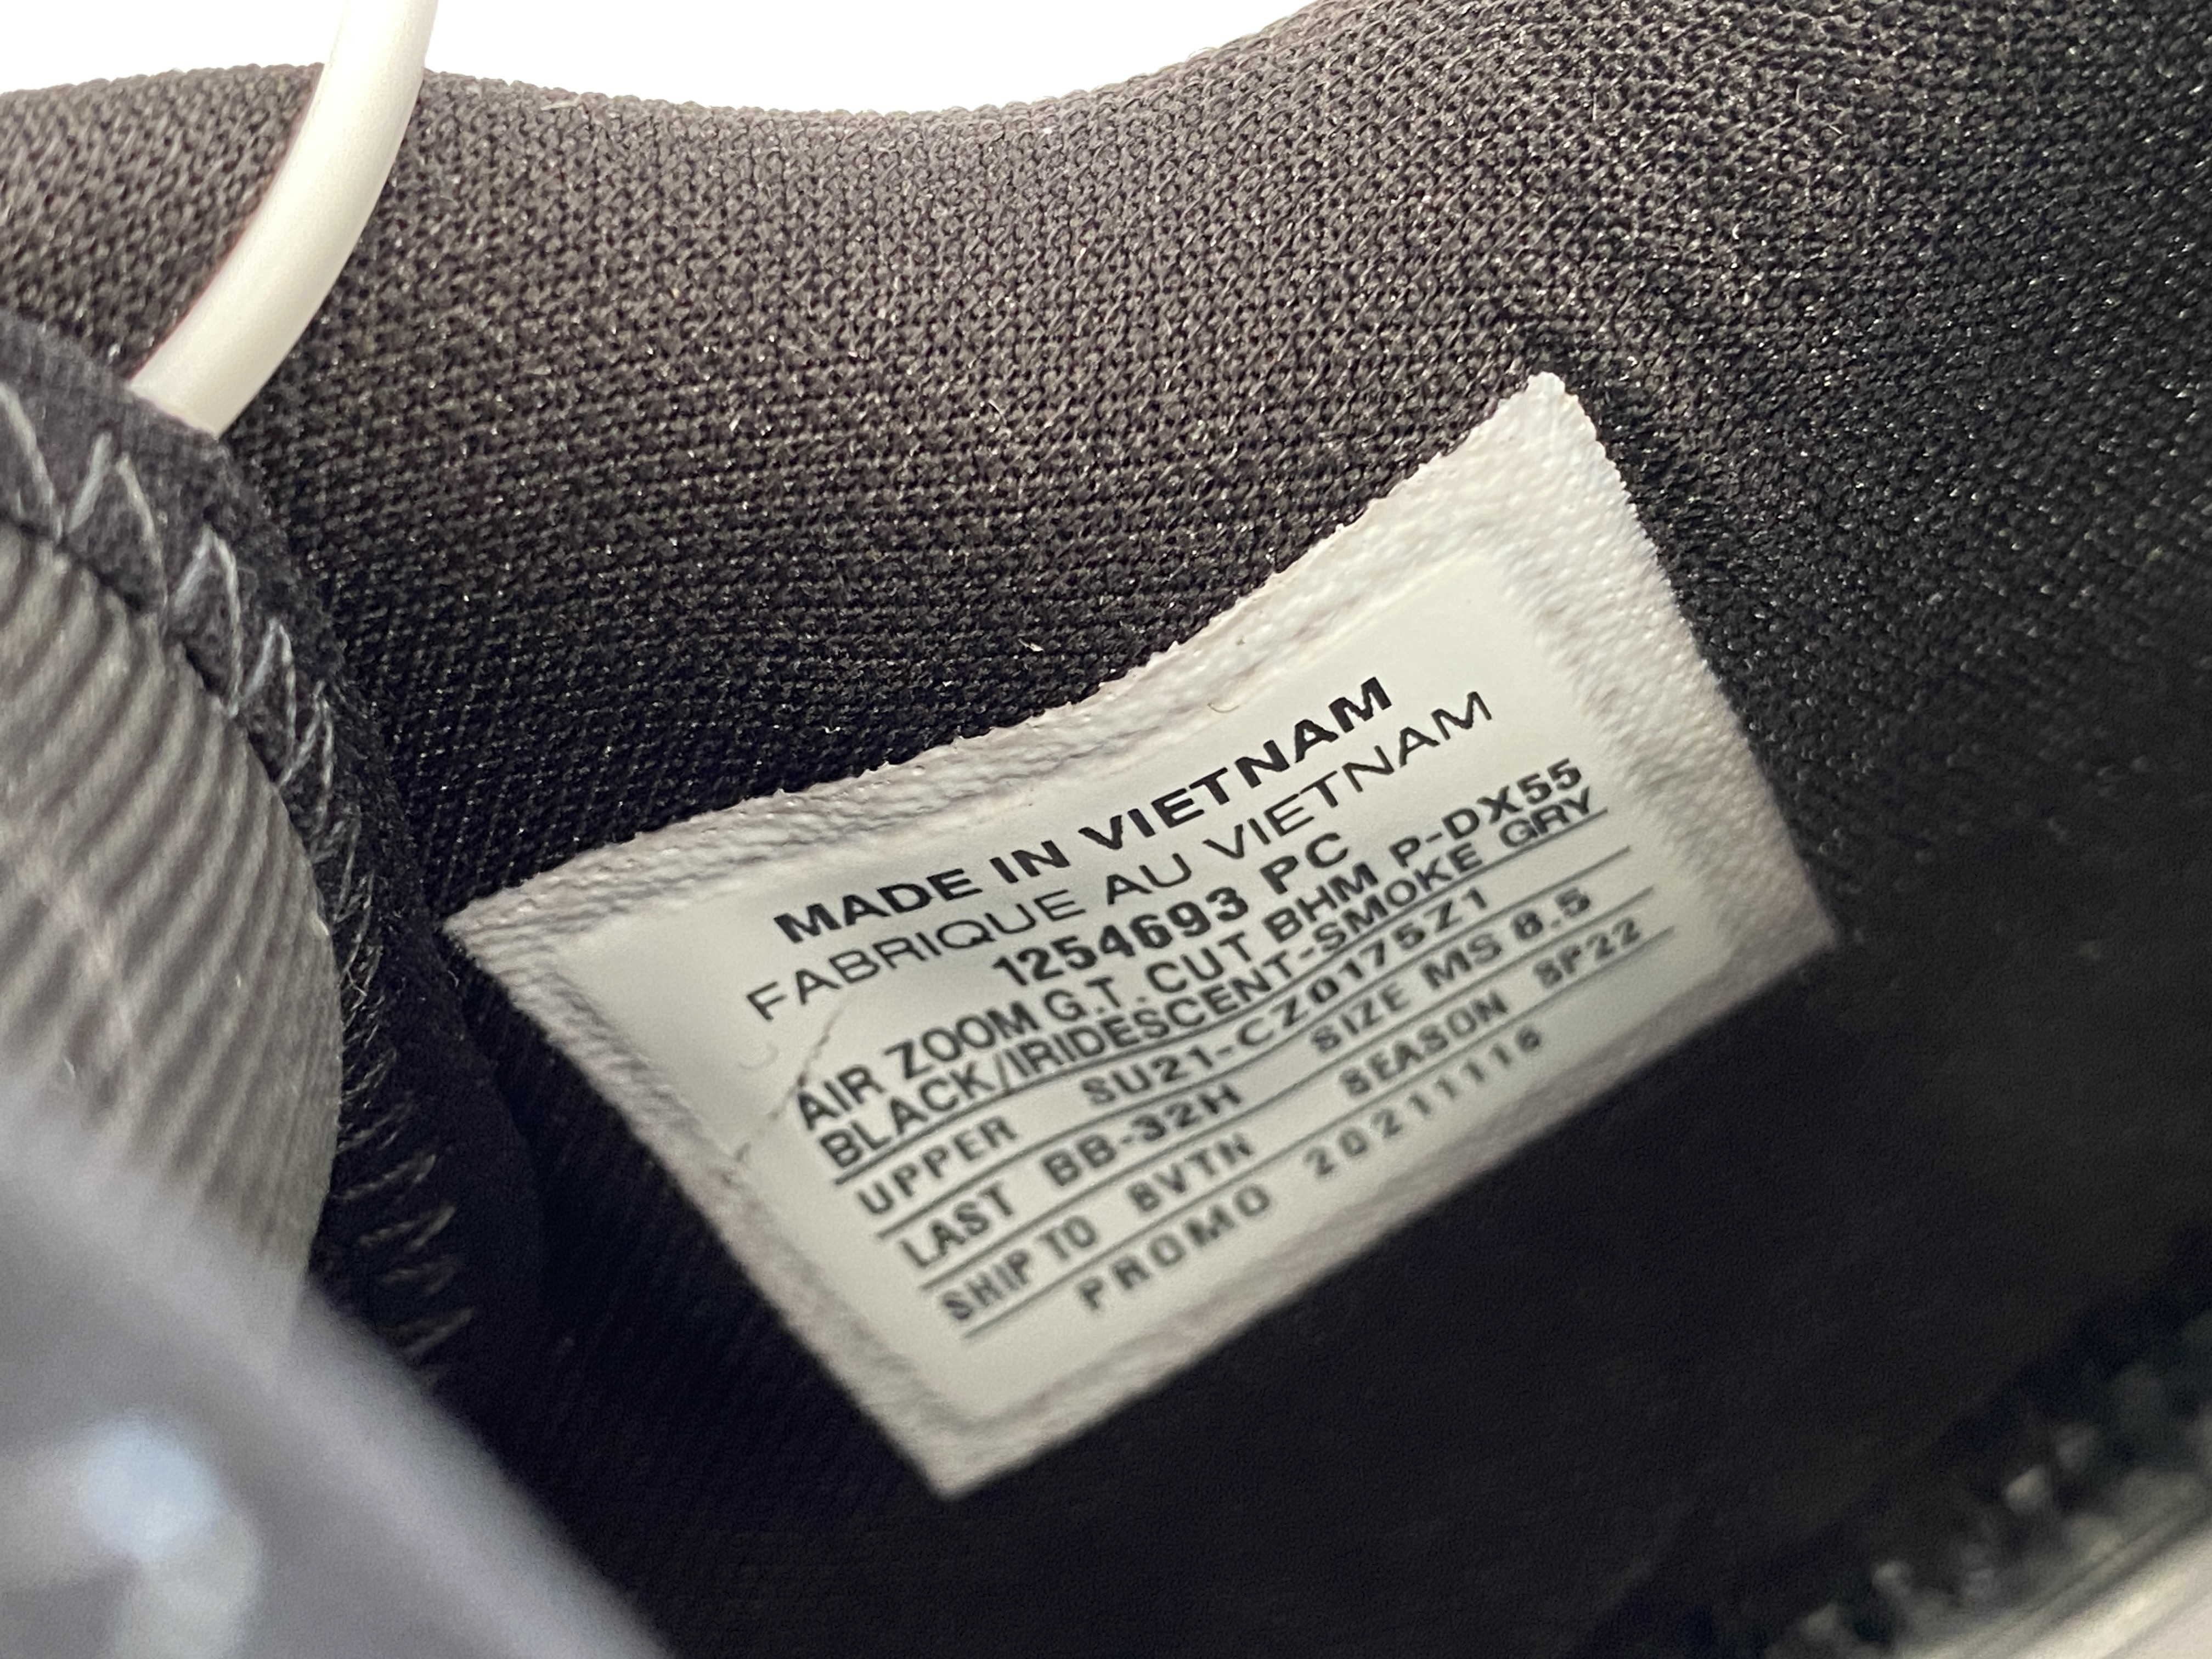 MADE IN VIETNAM
FABRIQUE AU VIETNAM
1254693 PC
AIR ZOOM G.T. CUT BHM P-DX55
BLACK/IRIDESCENT-SMOKE GRY
UPPER SU21-CZ0175Z1
LAST BB-32H SIZE MS 8.5
SHIP TO BVTN SEASON SP22
PROMO 20211116